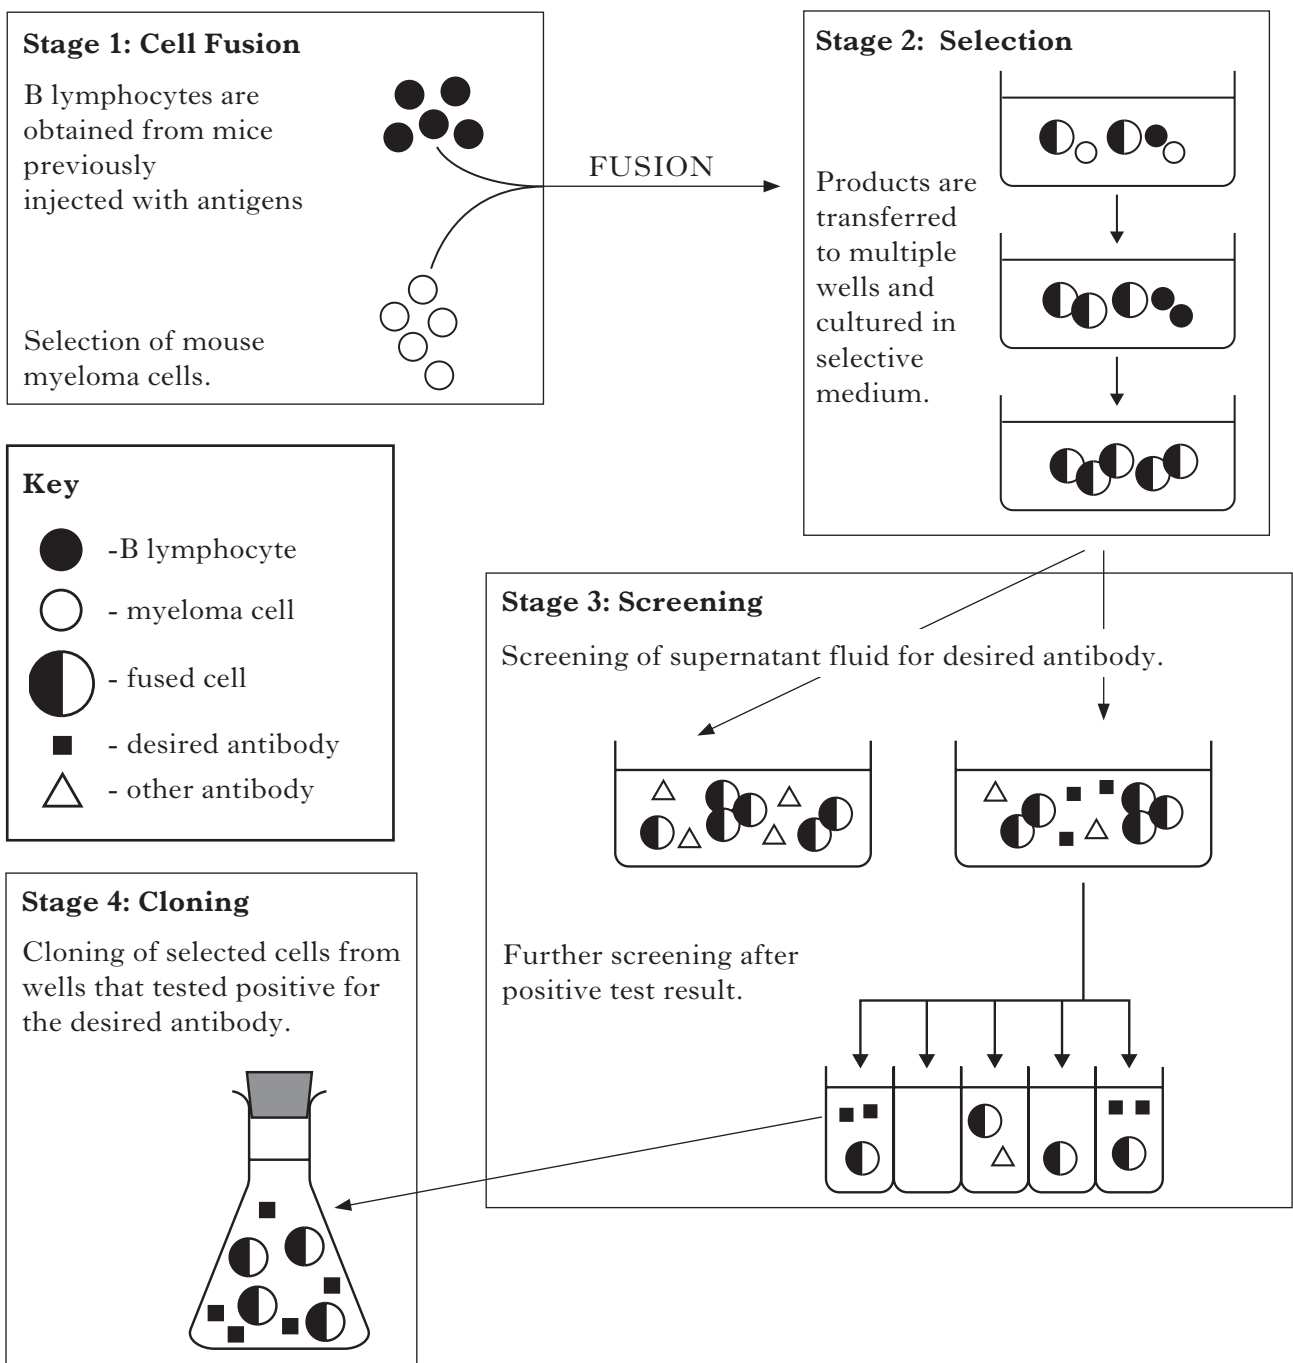 Stage 1: Cell Fusion
B lymphocytes are
obtained from mice
previously
injected with antigens
Selection of mouse
myeloma cells.
FUSION
Stage 2: Selection
Products are
transferred
to multiple
wells and
cultured in
selective
medium.
Key
-B lymphocyte
- myeloma cell
- fused cell
- desired antibody
- other antibody
Stage 3: Screening
Screening of supernatant fluid for desired antibody.
Further screening after
positive test result.
Stage 4: Cloning
Cloning of selected cells from
wells that tested positive for
the desired antibody.